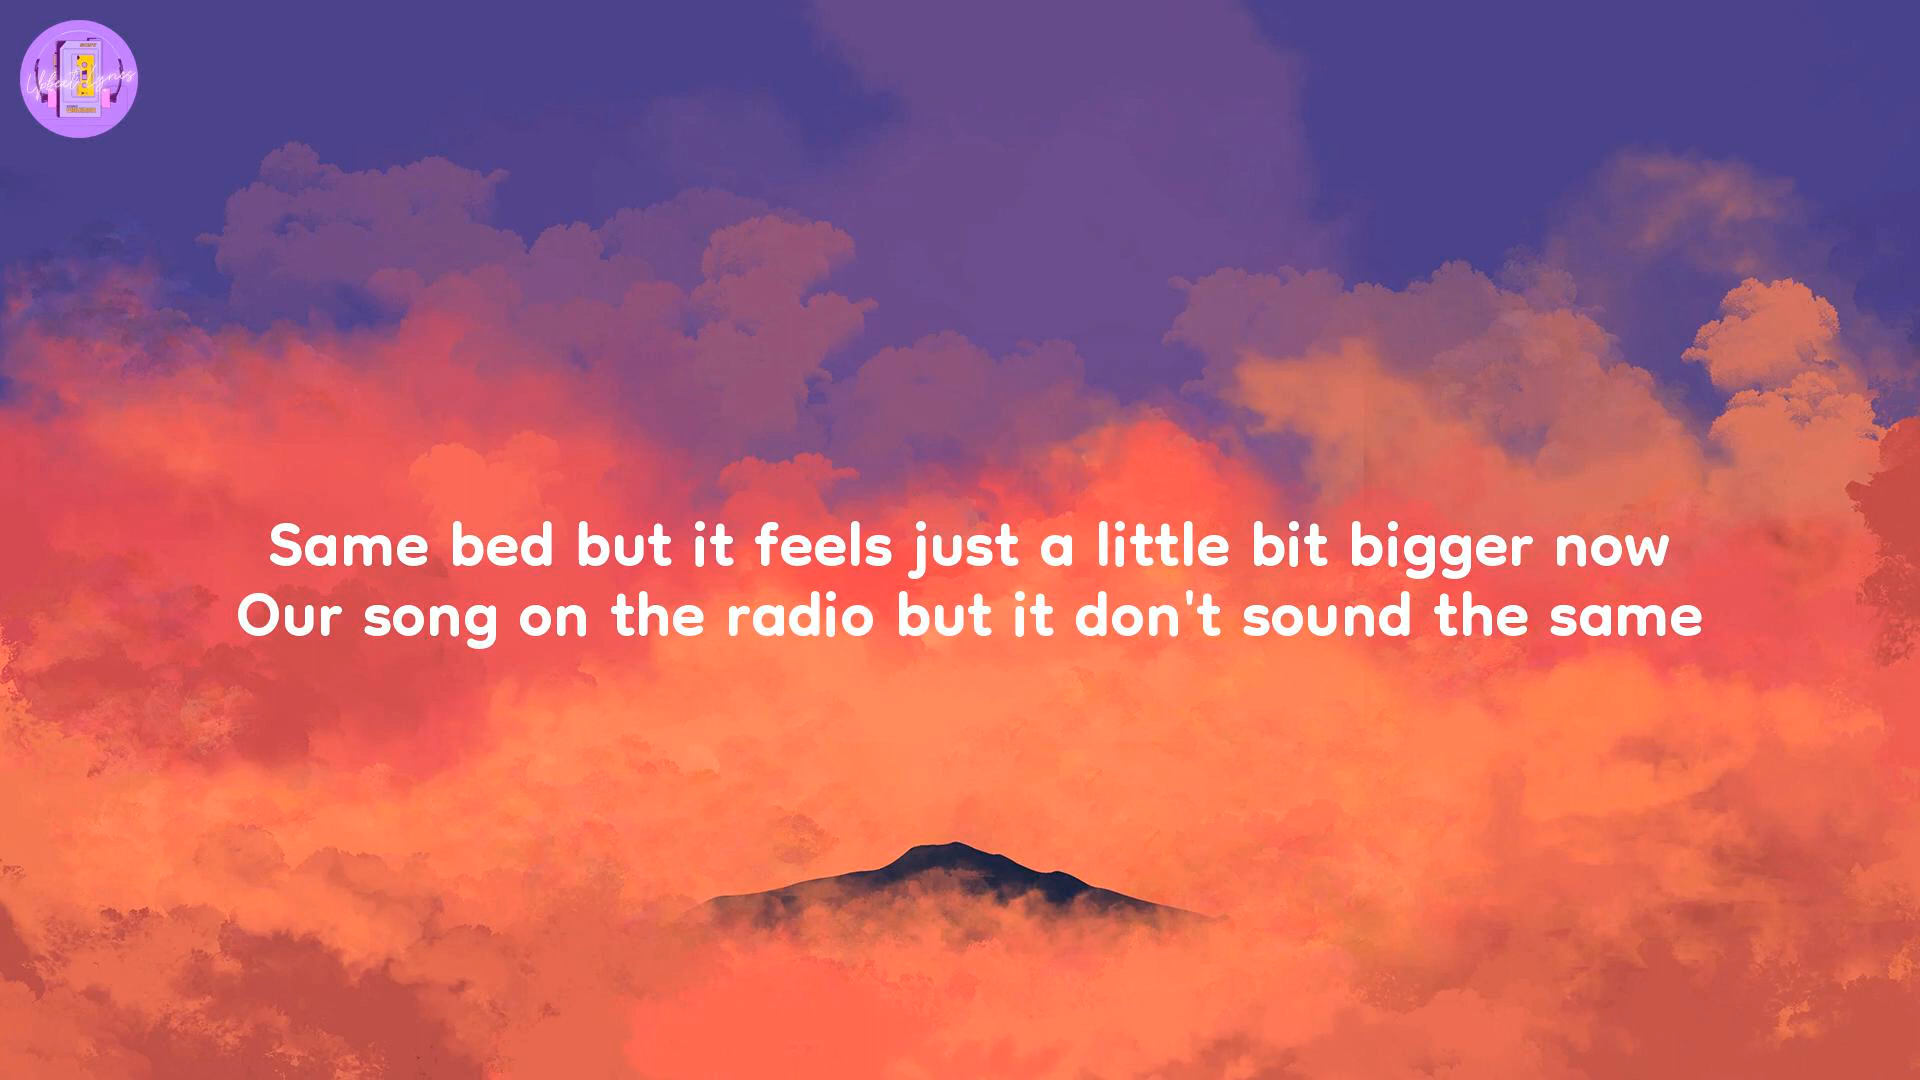 Same bed but it feels just a little bit bigger now
Our song on the radio but it don't sound the same